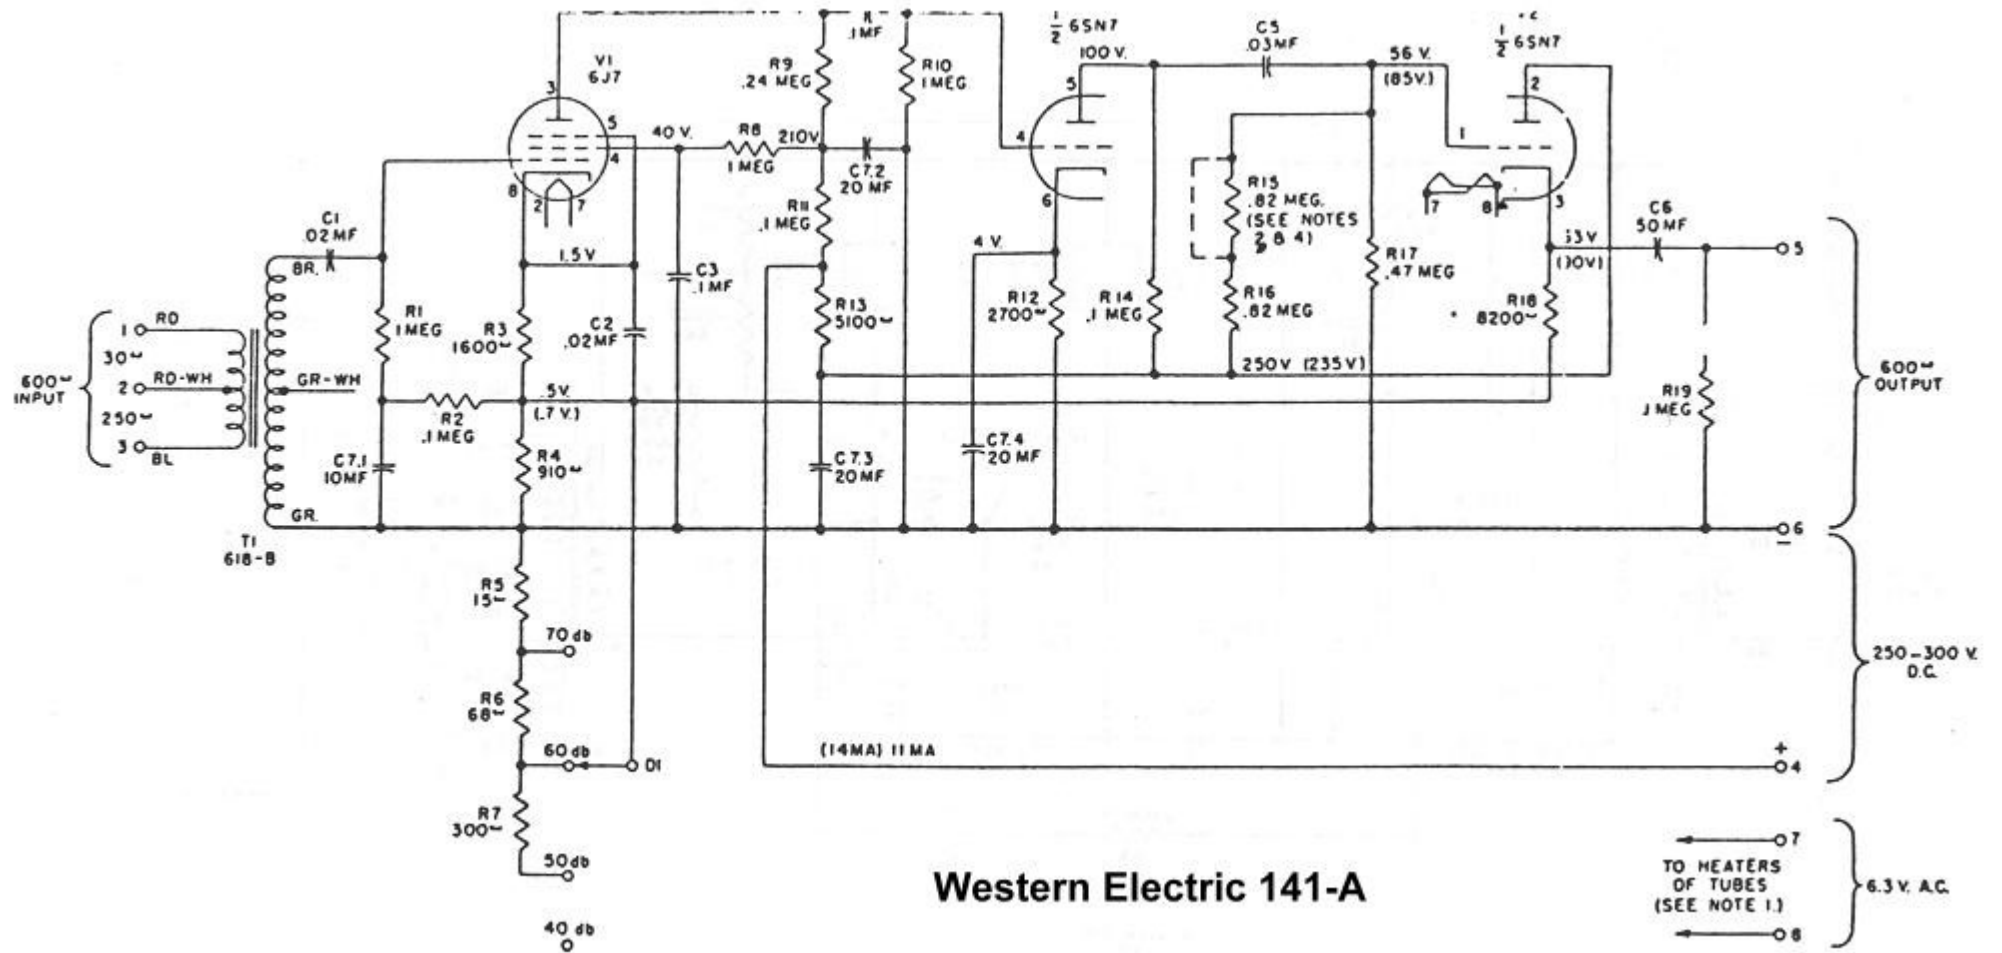 .1MF
1/2 6SN7
1/2 6SN7
V1
6J7
R9
.24 MEG
R10
1 MEG
100 V.
C5
.03MF
56 V.
(85V.)
3
5
4
8
2
7
40 V.
R8
1 MEG
210V
C7.2
20 MF
5
4
6
2
1
3
7
8
R11
.1 MEG
R15
.82 MEG.
(SEE NOTES
2 & 4)
C1
.02MF
BR.
1.5 V
C3
.1MF
4 V.
R17
.47 MEG
C6
50 MF
5
R1
1 MEG
R3
1600~
C2
.02MF
R13
5100~
R12
2700~
R14
.1 MEG
R16
.82 MEG
R18
8200~
600~
INPUT
1
RD
30~
2
RD-WH
250~
3
BL
GR-WH
R2
.1MEG
.5V
(.7 V.)
250V (235V)
R19
600~
OUTPUT
C7.1
10MF
R4
910~
C7.3
20 MF
C7.4
20 MF
GR.
T1
618-B
6
–
R5
15~
70 db
R6
68~
60 db
D1
R7
300~
50 db
40 db
(14MA) 11 MA
+
4
250-300 V.
D.C.
Western Electric 141-A
7
TO HEATERS
OF TUBES
(SEE NOTE 1.)
6.3 V. A.C.